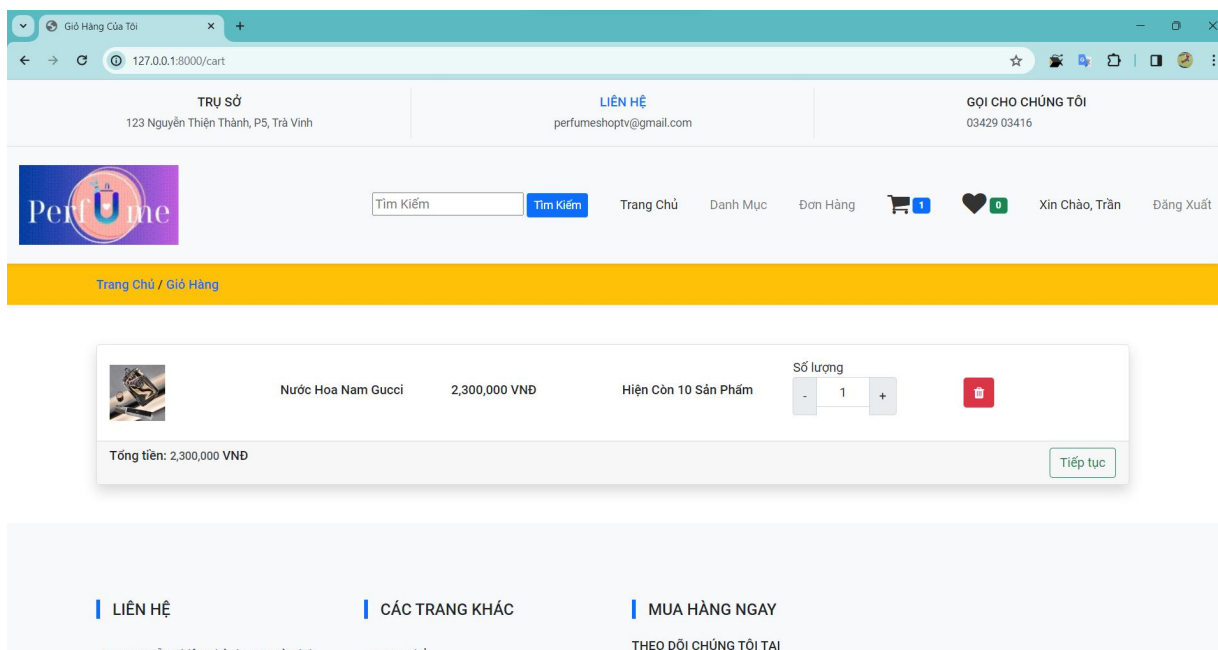 Giỏ Hàng Của Tôi
127.0.0.1:8000/cart
TRỤ SỞ
123 Nguyễn Thiện Thành, P5, Trà Vinh
LIÊN HỆ
perfumeshoptv@gmail.com
GỌI CHO CHÚNG TÔI
03429 03416
PerfUme
Tìm Kiếm
Tìm Kiếm
Trang Chủ
Danh Mục
Đơn Hàng
1
0
Xin Chào, Trần
Đăng Xuất
Trang Chủ / Giỏ Hàng
Nước Hoa Nam Gucci
2,300,000 VNĐ
Hiện Còn 10 Sản Phẩm
Số lượng
- 1 +
Tổng tiền: 2,300,000 VNĐ
Tiếp tục
LIÊN HỆ
CÁC TRANG KHÁC
MUA HÀNG NGAY
THEO DÕI CHÚNG TÔI TẠI